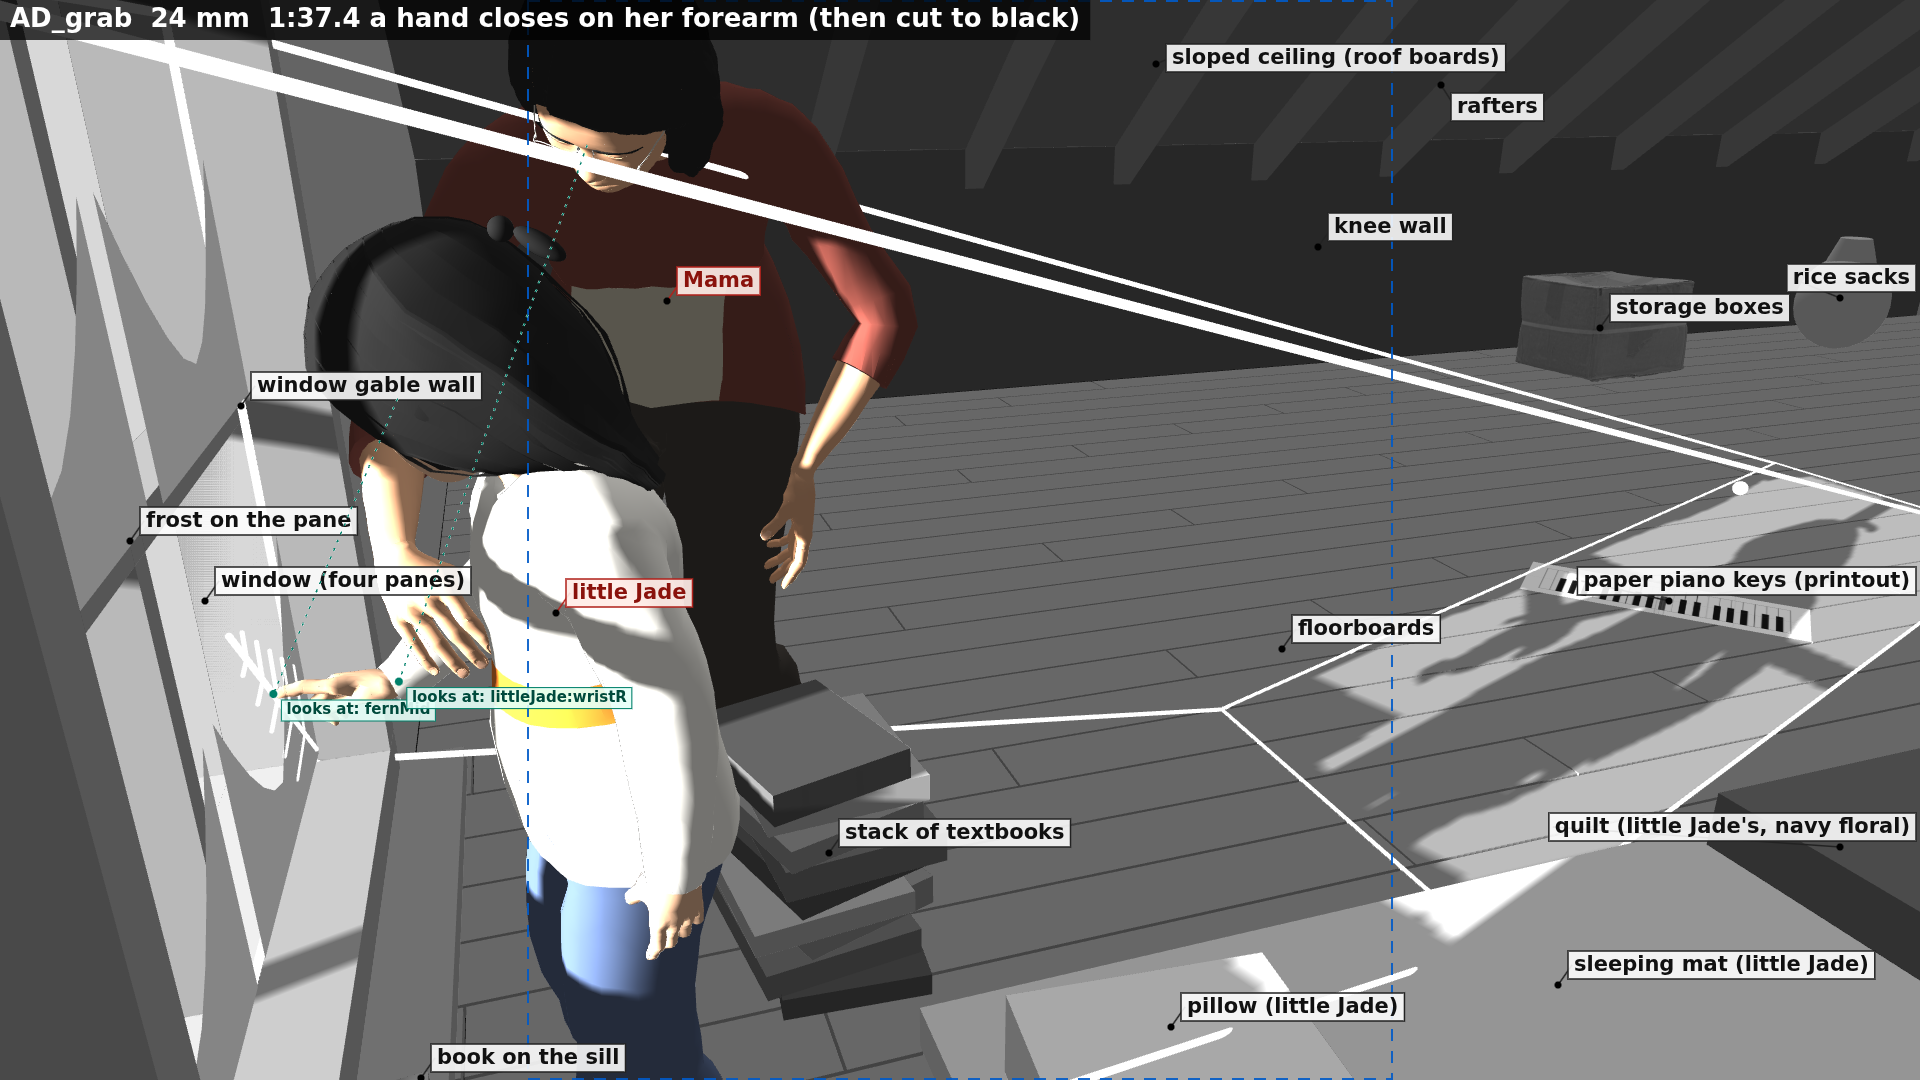 AD_grab  24 mm  1:37.4 a hand closes on her forearm (then cut to black)
sloped ceiling (roof boards)
rafters
knee wall
rice sacks
Mama
storage boxes
window gable wall
frost on the pane
window (four panes)
paper piano keys (printout)
little Jade
floorboards
looks at: littleJade:wristR
looks at: fernMid
stack of textbooks
quilt (little Jade's, navy floral)
sleeping mat (little Jade)
pillow (little Jade)
book on the sill